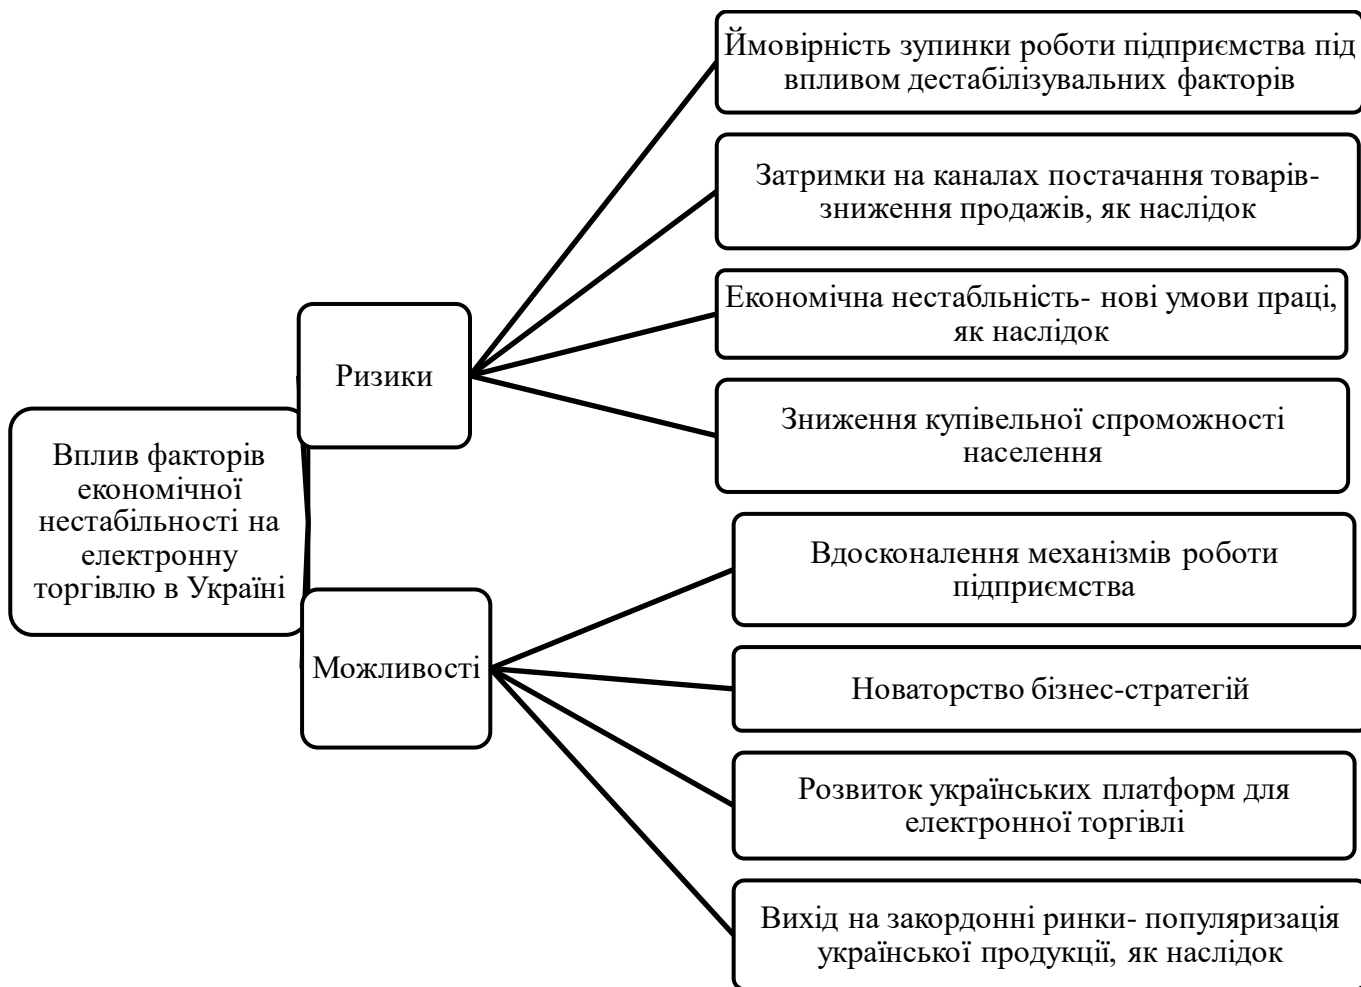 Вплив факторів
економічної
нестабільності на
електронну
торгівлю в Україні
Ризики
Ймовірність зупинки роботи підприємства під
впливом дестабілізувальних факторів
Затримки на каналах постачання товарів-
зниження продажів, як наслідок
Економічна нестабльність- нові умови праці,
як наслідок
Зниження купівельної спроможності
населення
Можливості
Вдосконалення механізмів роботи
підприємства
Новаторство бізнес-стратегій
Розвиток українських платформ для
електронної торгівлі
Вихід на закордонні ринки- популяризація
української продукції, як наслідок